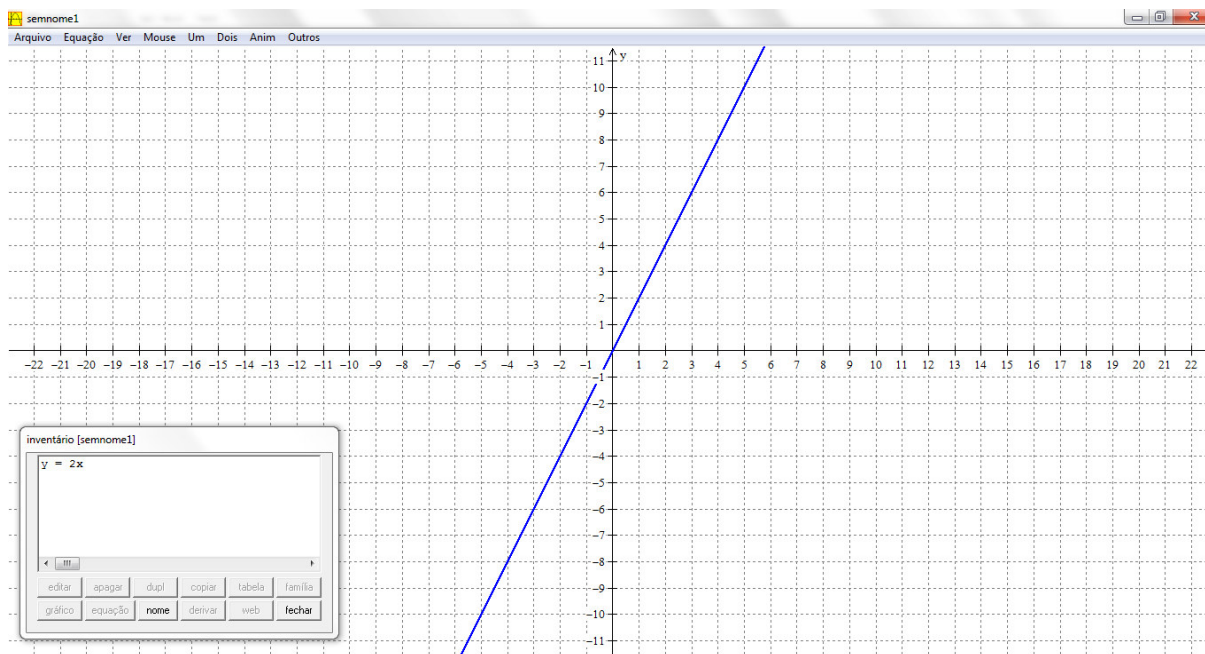 semnome1
Arquivo Equação Ver Mouse Um Dois Anim Outros
y
11
10
9
8
7
6
5
4
3
2
1
−22 −21 −20 −19 −18 −17 −16 −15 −14 −13 −12 −11 −10 −9 −8 −7 −6 −5 −4 −3 −2 −1 1 2 3 4 5 6 7 8 9 10 11 12 13 14 15 16 17 18 19 20 21 22
−1
−2
−3
−4
−5
−6
−7
−8
−9
−10
−11
inventário [semnome1]
y = 2x
editar apagar dupl copiar tabela família
gráfico equação nome derivar web fechar